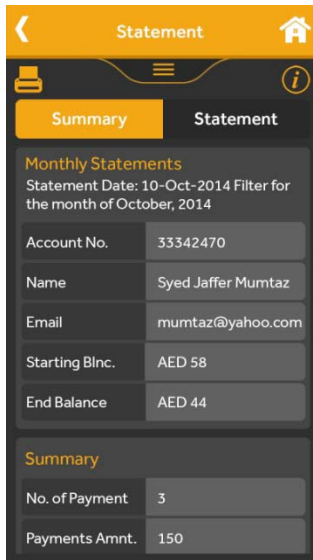 Statement
Summary
Statement
Monthly Statements
Statement Date: 10-Oct-2014 Filter for
the month of October, 2014
Account No. 33342470
Name Syed Jaffer Mumtaz
Email mumtaz@yahoo.com
Starting Blnc. AED 58
End Balance AED 44
Summary
No. of Payment 3
Payments Amnt. 150